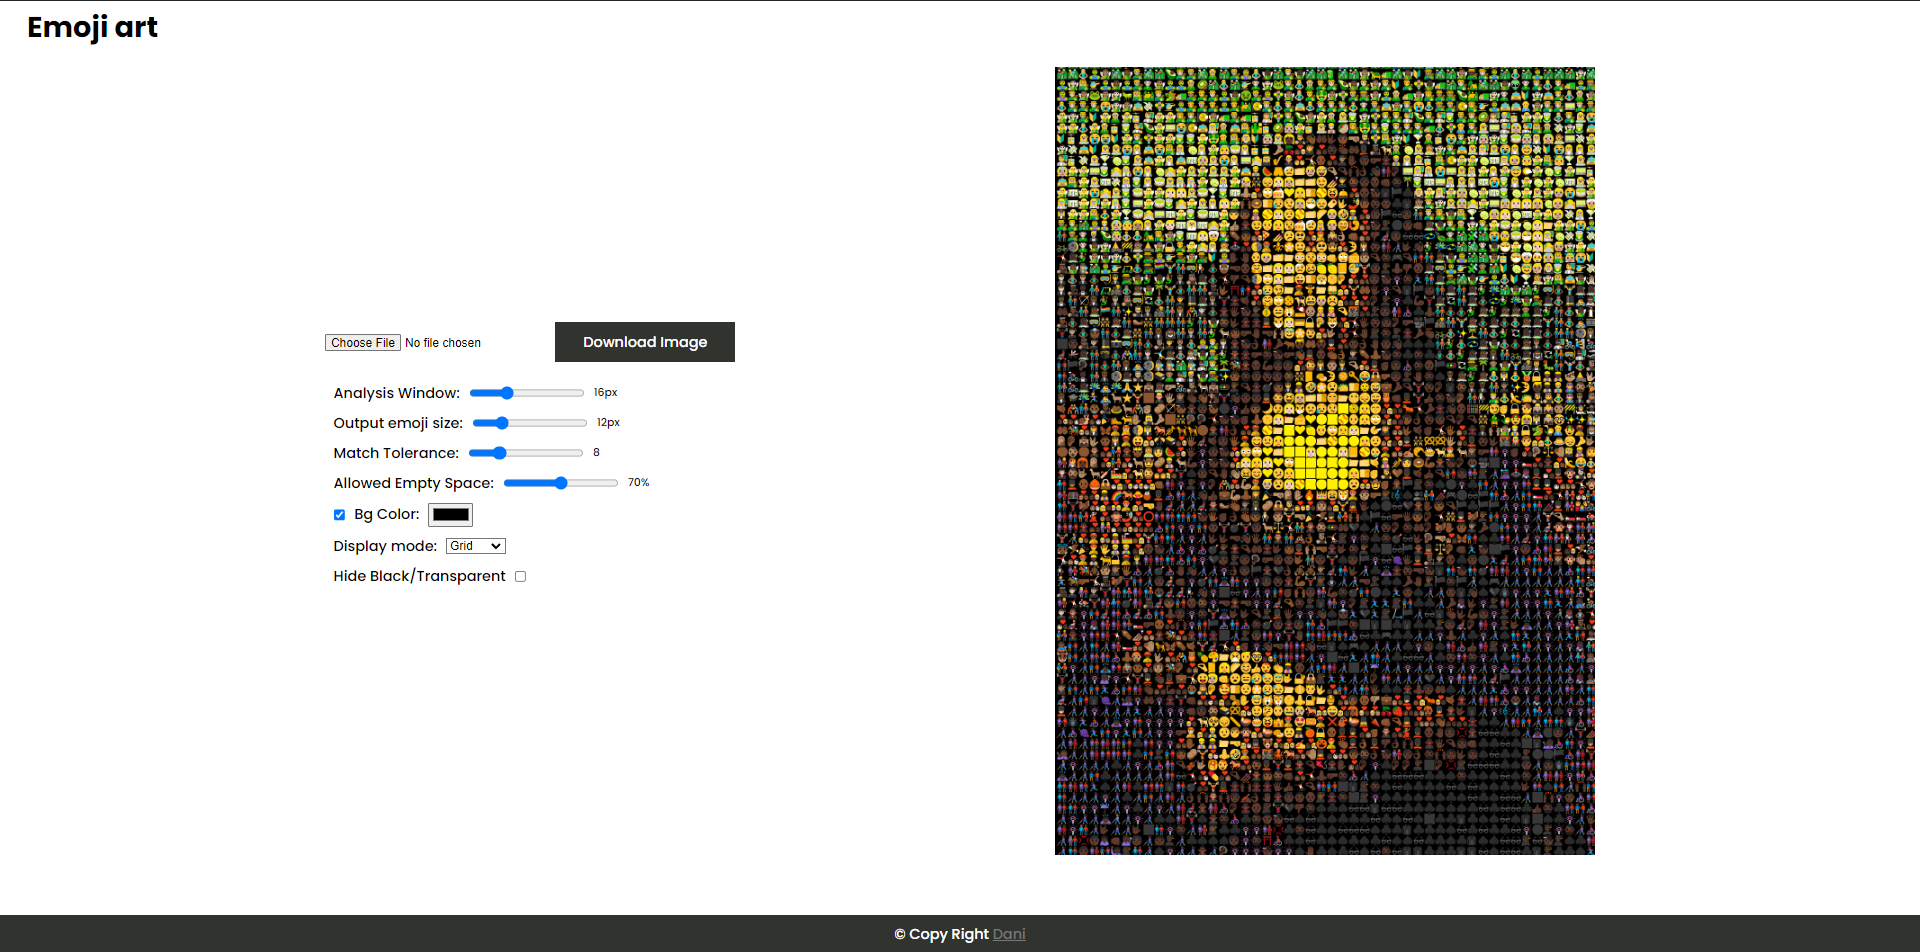 Emoji art
Choose File No file chosen
Download Image
Analysis Window: 16px
Output emoji size: 12px
Match Tolerance: 8
Allowed Empty Space: 70%
Bg Color:
Display mode: Grid
Hide Black/Transparent
© Copy Right Dani